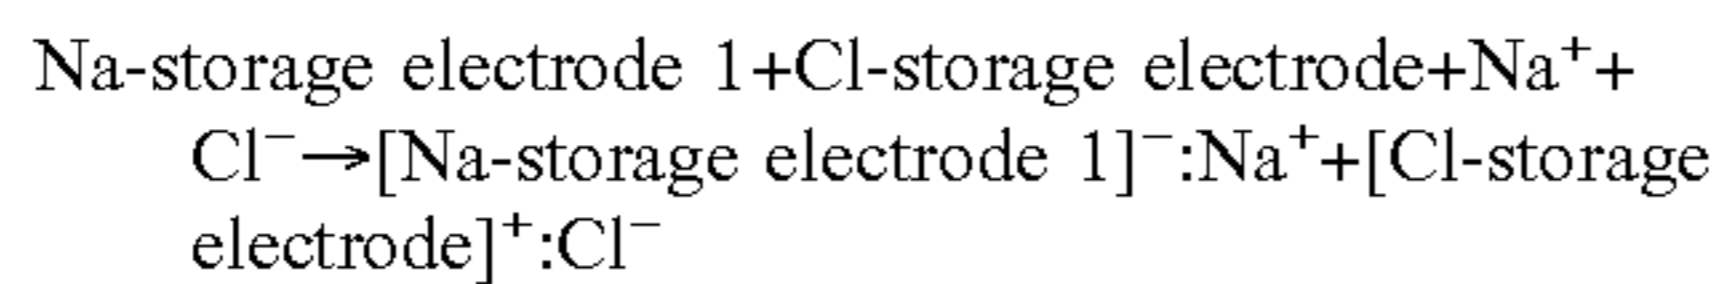 Na-storage electrode 1+Cl-storage electrode+Na⁺+
Cl⁻→[Na-storage electrode 1]⁻:Na⁺+[Cl-storage
electrode]⁺:Cl⁻